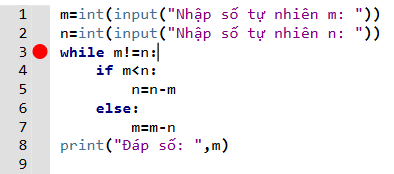 1 m=int(input("Nhập số tự nhiên m: "))
2 n=int(input("Nhập số tự nhiên n: "))
3 while m!=n:
4     if m<n:
5         n=n-m
6     else:
7         m=m-n
8 print("Đáp số: ",m)